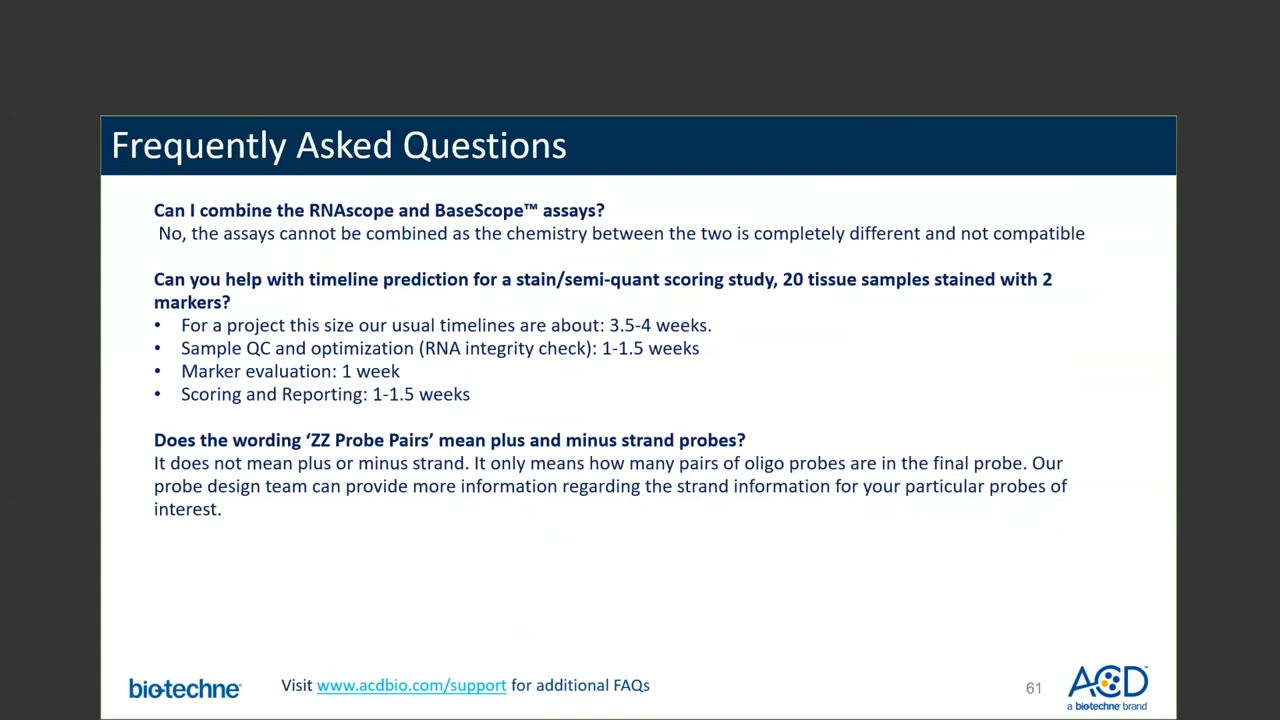 Frequently Asked Questions
Can I combine the RNAscope and BaseScope™ assays?
No, the assays cannot be combined as the chemistry between the two is completely different and not compatible
Can you help with timeline prediction for a stain/semi-quant scoring study, 20 tissue samples stained with 2
markers?
• For a project this size our usual timelines are about: 3.5-4 weeks.
• Sample QC and optimization (RNA integrity check): 1-1.5 weeks
• Marker evaluation: 1 week
• Scoring and Reporting: 1-1.5 weeks
Does the wording ‘ZZ Probe Pairs’ mean plus and minus strand probes?
It does not mean plus or minus strand. It only means how many pairs of oligo probes are in the final probe. Our
probe design team can provide more information regarding the strand information for your particular probes of
interest.
bio-techne®
Visit www.acdbio.com/support for additional FAQs
61
ACD™
a bio-techne brand